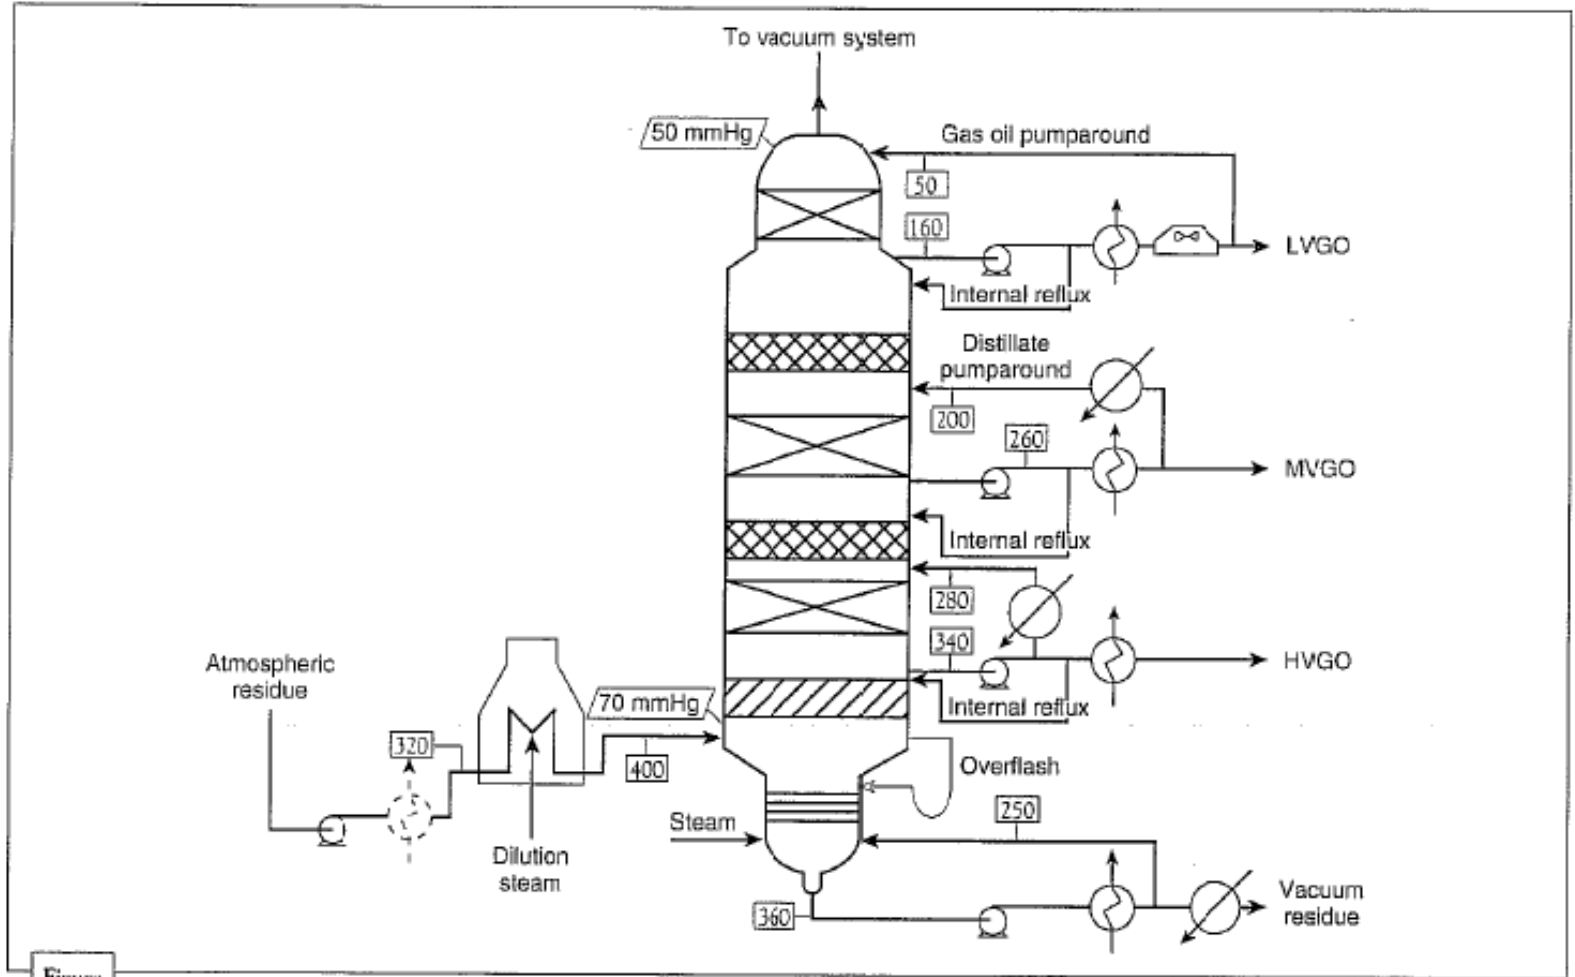 To vacuum system
50 mmHg
Gas oil pumparound
50
160
LVGO
Internal reflux
Distillate
pumparound
200
260
MVGO
Internal reflux
280
340
HVGO
Internal reflux
Atmospheric
residue
70 mmHg
320
400
Overflash
250
Steam
Dilution
steam
360
Vacuum
residue
Figure